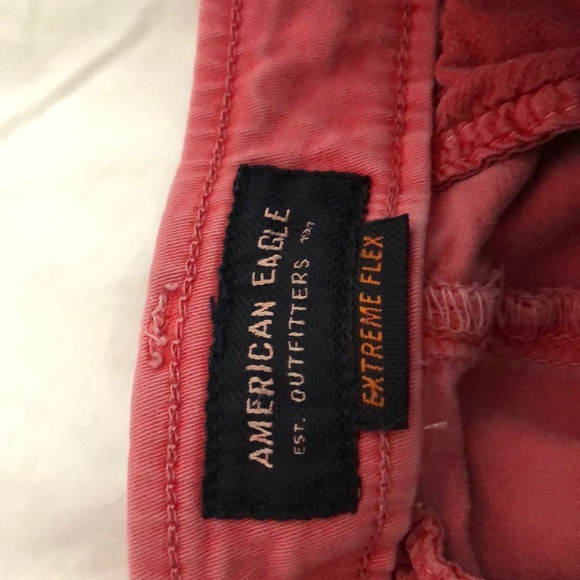 AMERICAN EAGLE
EST. OUTFITTERS 1977
EXTREME FLEX